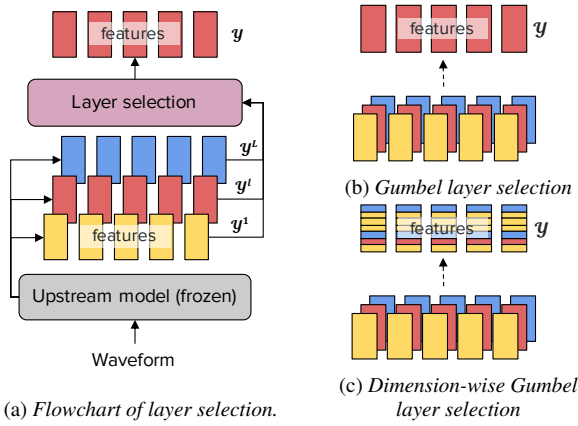 features y
Layer selection
y^L
y^l
y^1
features
Upstream model (frozen)
Waveform
(a) Flowchart of layer selection.
features y
(b) Gumbel layer selection
features y
(c) Dimension-wise Gumbel
layer selection